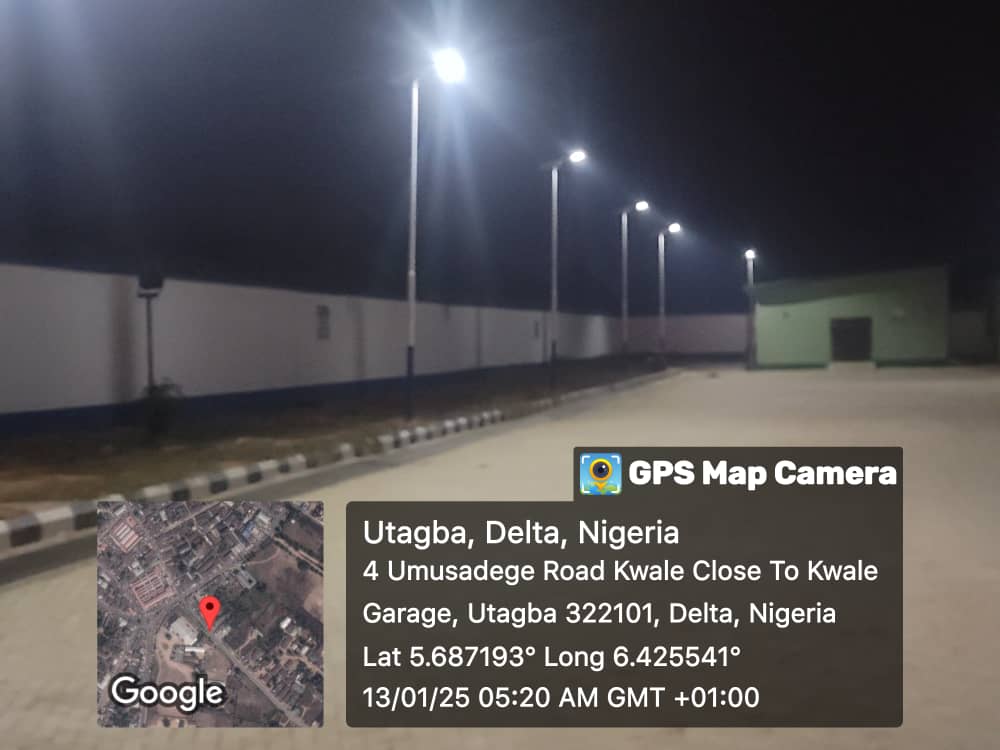 GPS Map Camera
Utagba, Delta, Nigeria
4 Umusadege Road Kwale Close To Kwale
Garage, Utagba 322101, Delta, Nigeria
Lat 5.687193° Long 6.425541°
13/01/25 05:20 AM GMT +01:00
Google